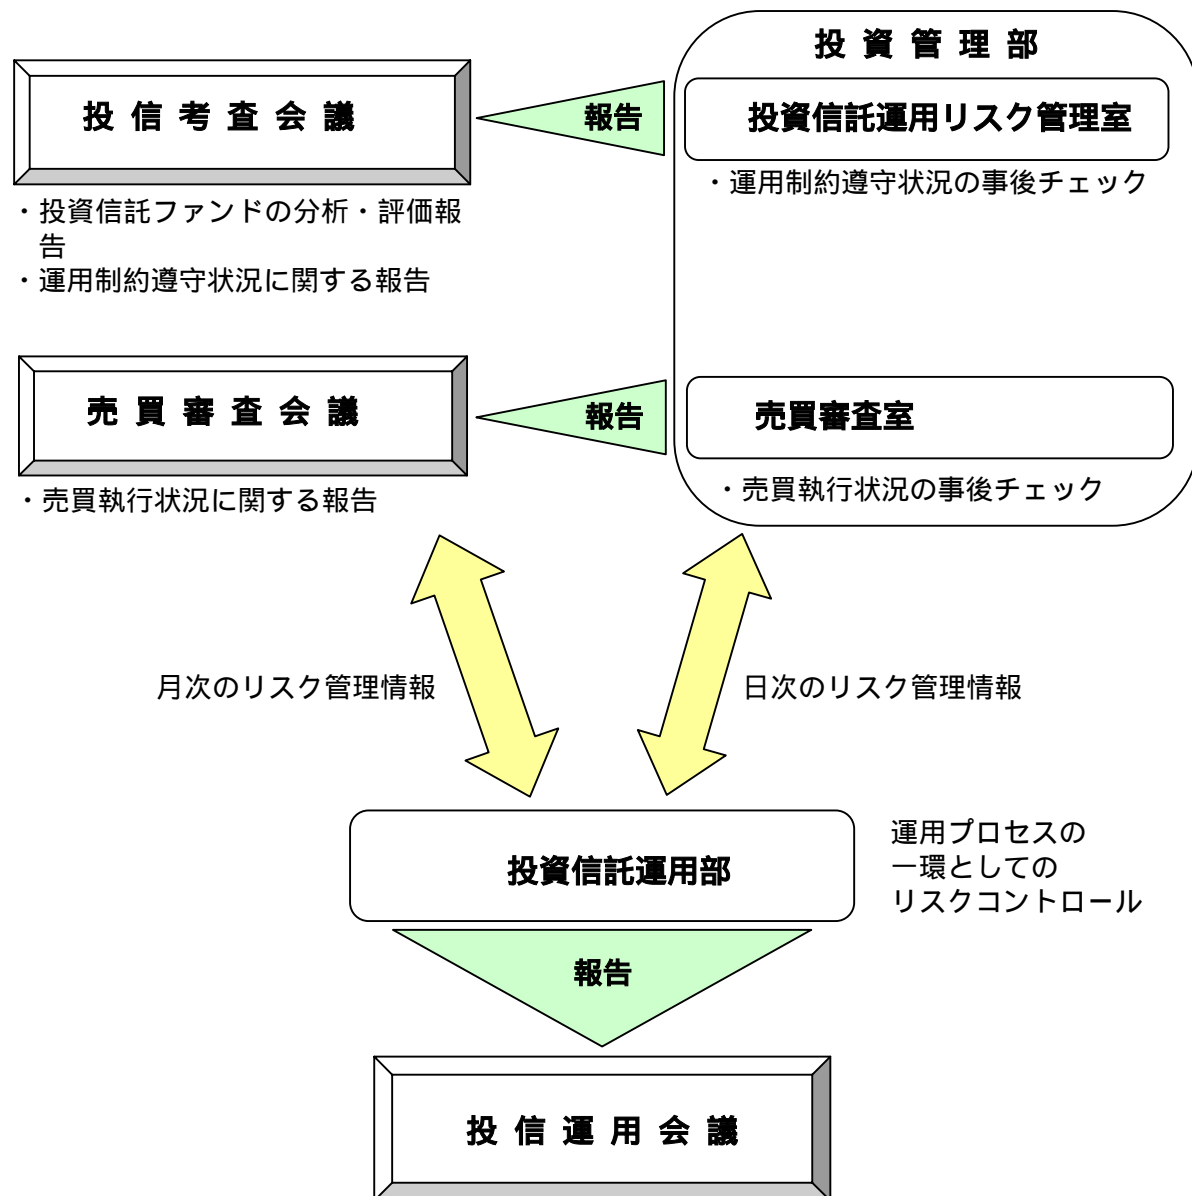 投資管理部
投信考査会議
報告
投資信託運用リスク管理室
・運用制約遵守状況の事後チェック
・投資信託ファンドの分析・評価報
告
・運用制約遵守状況に関する報告
売買審査会議
報告
売買審査室
・売買執行状況に関する報告
・売買執行状況の事後チェック
月次のリスク管理情報
日次のリスク管理情報
投資信託運用部
運用プロセスの
一環としての
リスクコントロール
報告
投信運用会議